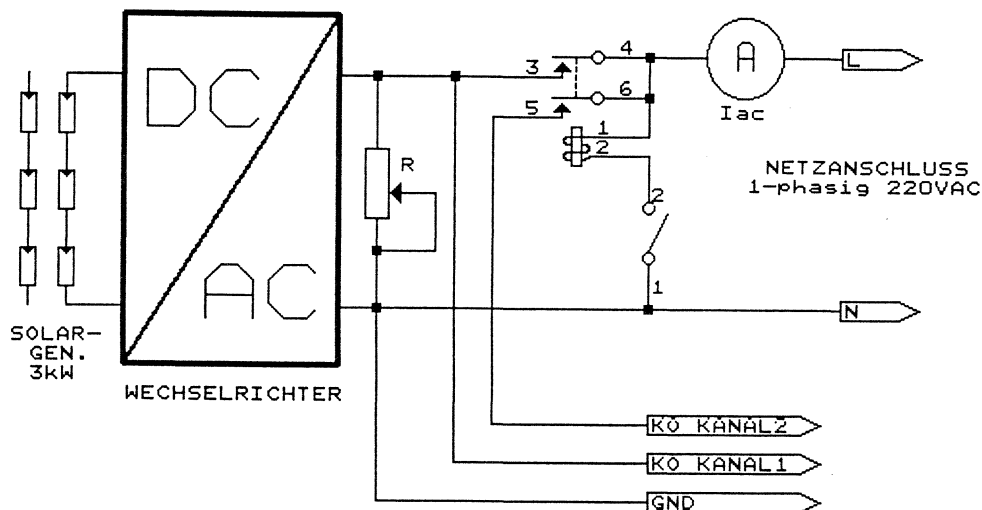 DC
AC
SOLAR-
GEN.
3kW
WECHSELRICHTER
R
3
4
5
6
1
2
2
1
A
Iac
L
NETZANSCHLUSS
1-phasig 220VAC
N
KO KANAL2
KO KANAL1
GND